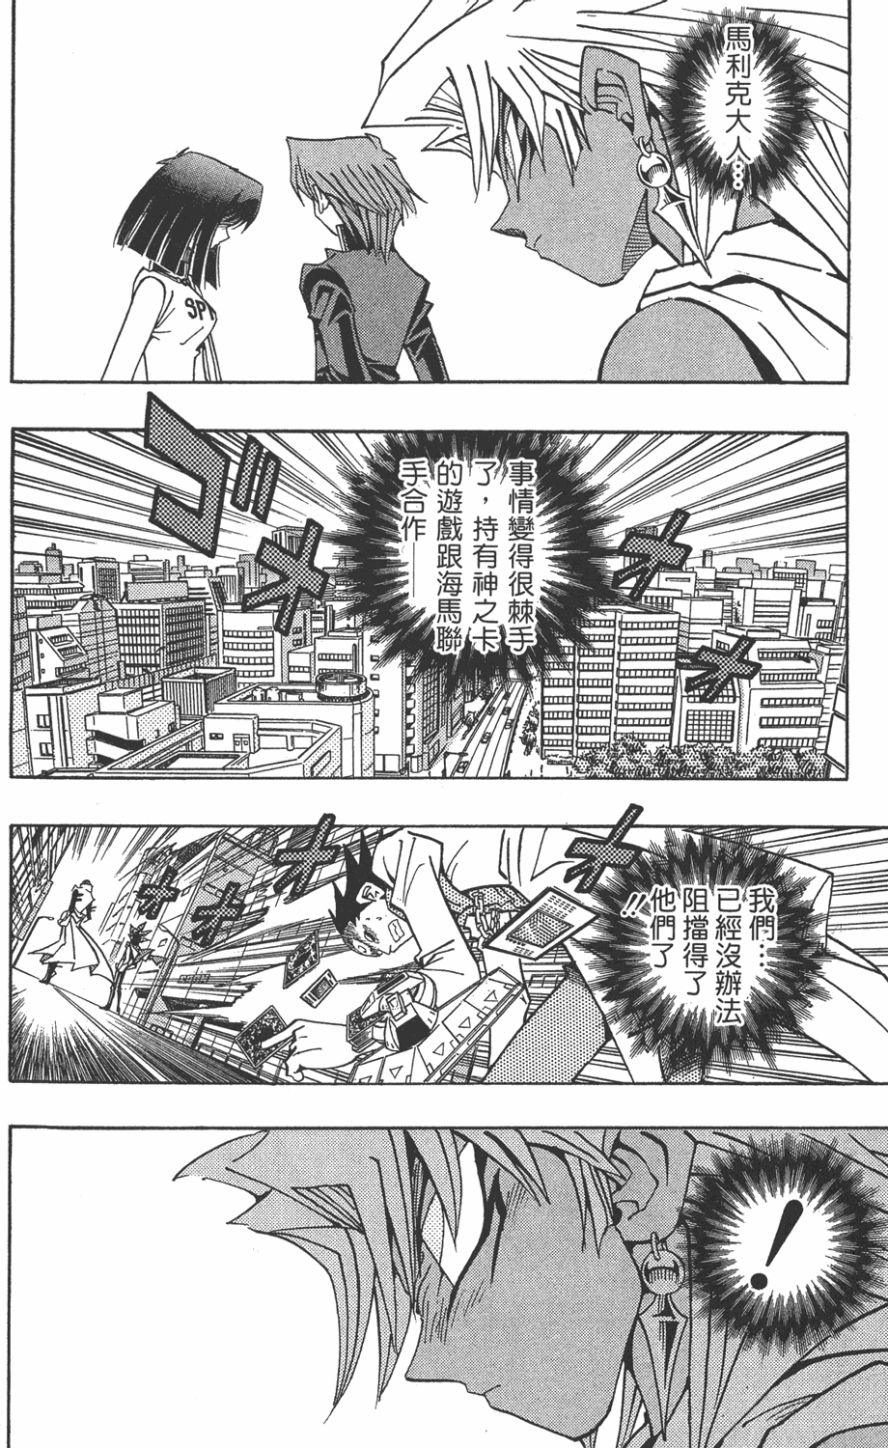 馬利克大人…
SP
事情變得很棘手
了，持有神之卡
的遊戲跟海馬聯
手合作──
ゴオオオ
我們…
已經沒辦法
阻擋得了
他們了
!!
オオオオ
!